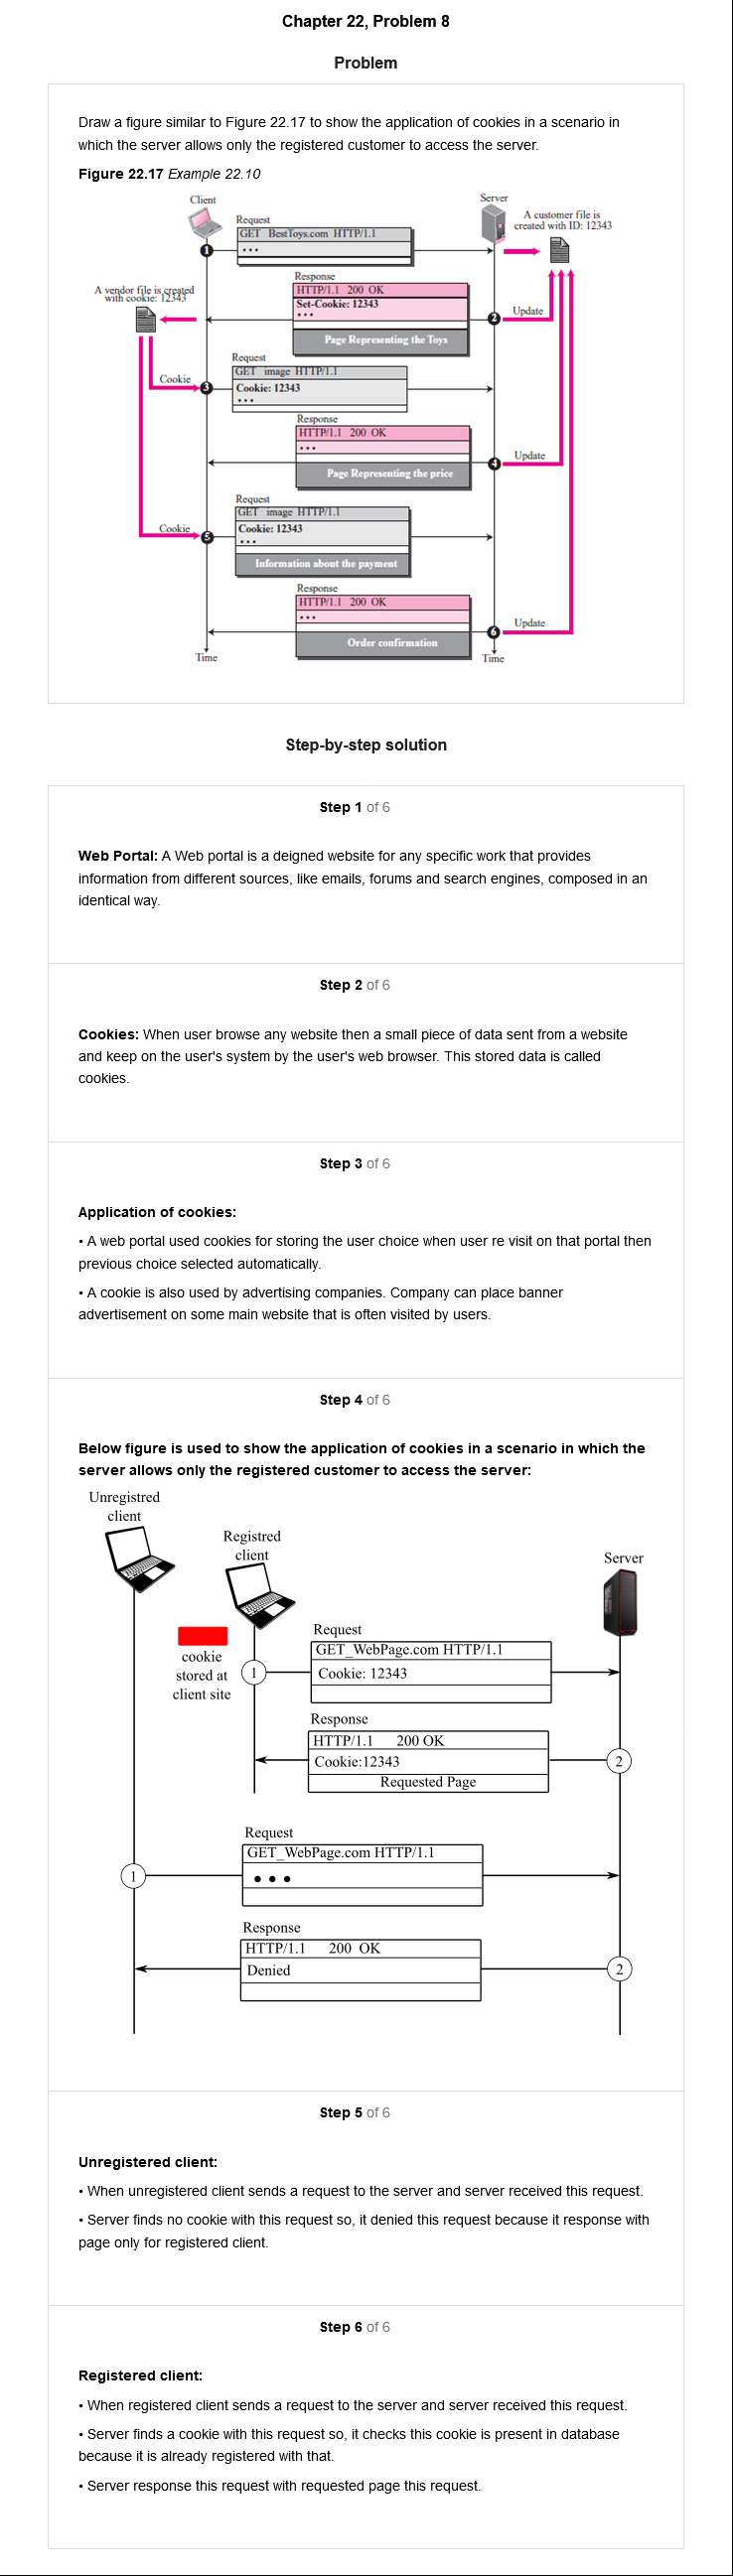 Chapter 22, Problem 8
Problem
Draw a figure similar to Figure 22.17 to show the application of cookies in a scenario in
which the server allows only the registered customer to access the server.
Figure 22.17 Example 22.10
Client
Server
A customer file is
created with ID: 12343
Request
GET BestToys.com HTTP/1.1
1
• • •
Response
A vendor file is created
with cookie: 12343
HTTP/1.1 200 OK
Set-Cookie: 12343
• • •
2
Update
Page Representing the Toys
Request
GET image HTTP/1.1
Cookie
3
Cookie: 12343
• • •
Response
HTTP/1.1 200 OK
• • •
4
Update
Page Representing the price
Request
GET image HTTP/1.1
Cookie
5
Cookie: 12343
• • •
Information about the payment
Response
HTTP/1.1 200 OK
• • •
6
Update
Order confirmation
Time
Time
Step-by-step solution
Step 1 of 6
Web Portal: A Web portal is a deigned website for any specific work that provides
information from different sources, like emails, forums and search engines, composed in an
identical way.
Step 2 of 6
Cookies: When user browse any website then a small piece of data sent from a website
and keep on the user's system by the user's web browser. This stored data is called
cookies.
Step 3 of 6
Application of cookies:
• A web portal used cookies for storing the user choice when user re visit on that portal then
previous choice selected automatically.
• A cookie is also used by advertising companies. Company can place banner
advertisement on some main website that is often visited by users.
Step 4 of 6
Below figure is used to show the application of cookies in a scenario in which the
server allows only the registered customer to access the server:
Unregistred
client
Registred
client
Server
Request
GET_WebPage.com HTTP/1.1
cookie
stored at
client site
1
Cookie: 12343
Response
HTTP/1.1 200 OK
Cookie:12343
2
Requested Page
Request
GET_WebPage.com HTTP/1.1
1
• • •
Response
HTTP/1.1 200 OK
Denied
2
Step 5 of 6
Unregistered client:
• When unregistered client sends a request to the server and server received this request.
• Server finds no cookie with this request so, it denied this request because it response with
page only for registered client.
Step 6 of 6
Registered client:
• When registered client sends a request to the server and server received this request.
• Server finds a cookie with this request so, it checks this cookie is present in database
because it is already registered with that.
• Server response this request with requested page this request.